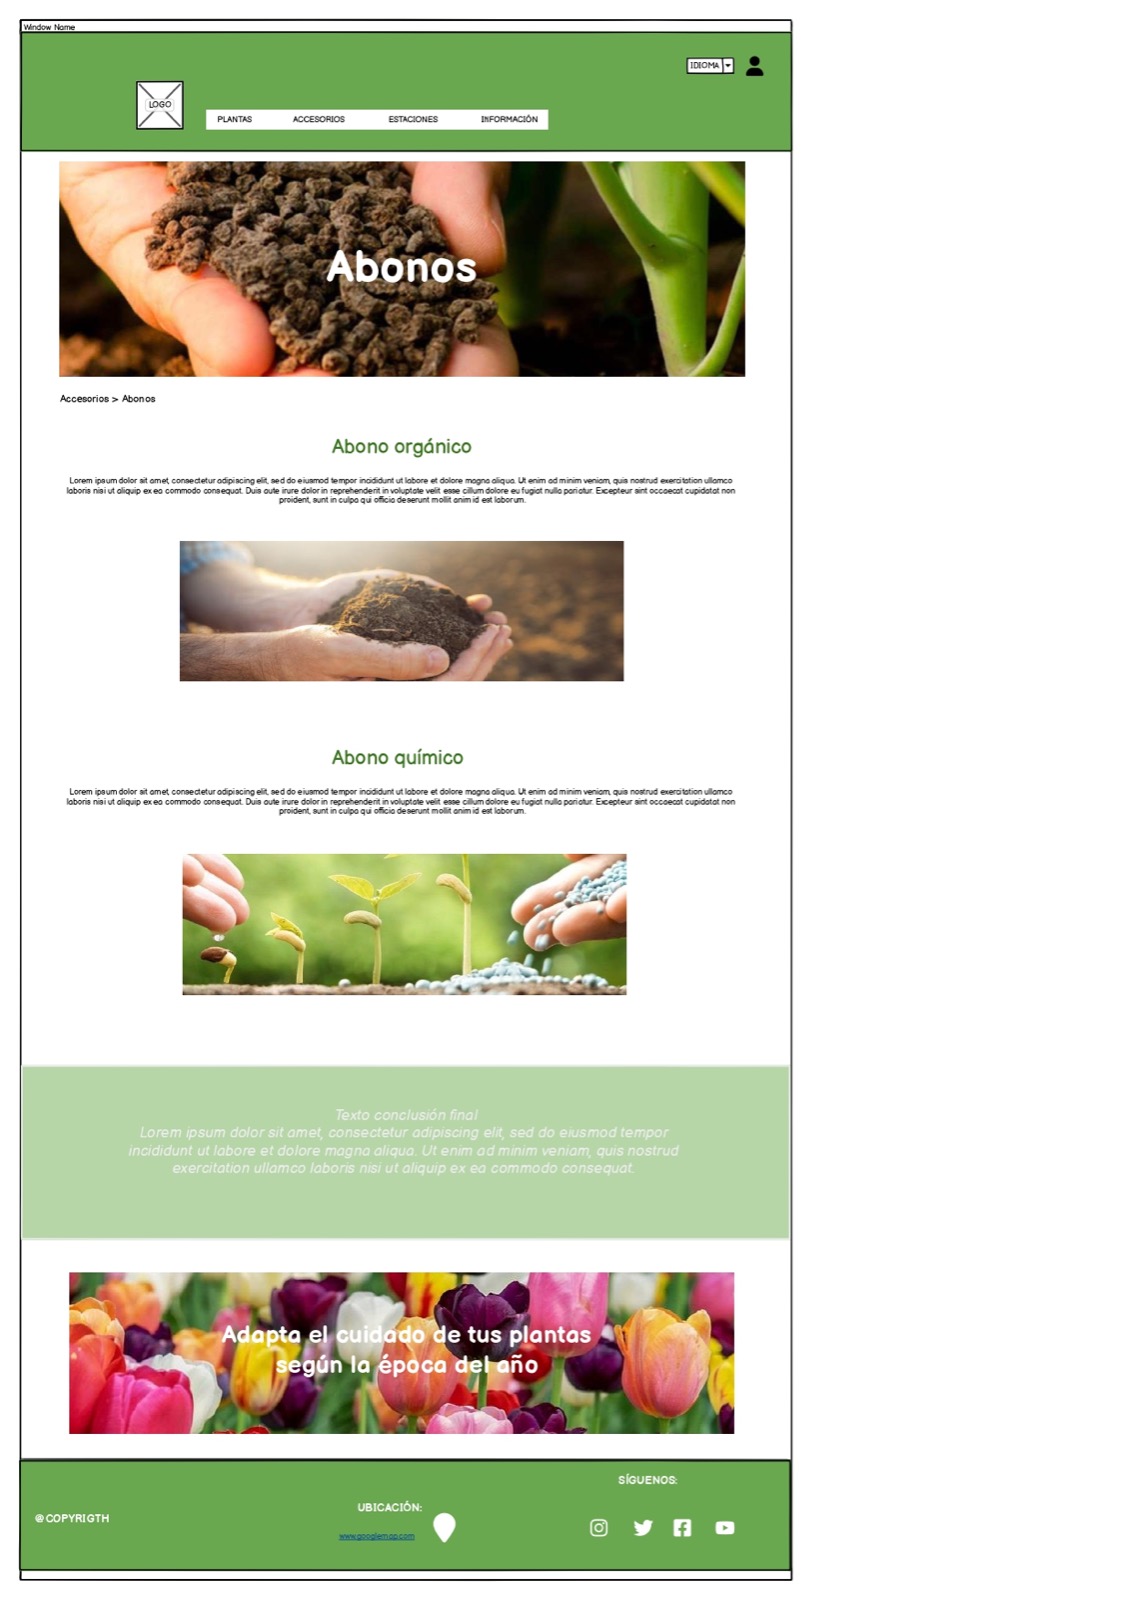 Window Name
IDIOMA
LOGO
PLANTAS ACCESORIOS ESTACIONES INFORMACIÓN
Abonos
Accesorios > Abonos
Abono orgánico
Lorem ipsum dolor sit amet, consectetur adipiscing elit, sed do eiusmod tempor incididunt ut labore et dolore magna aliqua. Ut enim ad minim veniam, quis nostrud exercitation ullamco
laboris nisi ut aliquip ex ea commodo consequat. Duis aute irure dolor in reprehenderit in voluptate velit esse cillum dolore eu fugiat nulla pariatur. Excepteur sint occaecat cupidatat non
proident, sunt in culpa qui officia deserunt mollit anim id est laborum.
Abono químico
Lorem ipsum dolor sit amet, consectetur adipiscing elit, sed do eiusmod tempor incididunt ut labore et dolore magna aliqua. Ut enim ad minim veniam, quis nostrud exercitation ullamco
laboris nisi ut aliquip ex ea commodo consequat. Duis aute irure dolor in reprehenderit in voluptate velit esse cillum dolore eu fugiat nulla pariatur. Excepteur sint occaecat cupidatat non
proident, sunt in culpa qui officia deserunt mollit anim id est laborum.
Texto conclusión final
Lorem ipsum dolor sit amet, consectetur adipiscing elit, sed do eiusmod tempor
incididunt ut labore et dolore magna aliqua. Ut enim ad minim veniam, quis nostrud
exercitation ullamco laboris nisi ut aliquip ex ea commodo consequat.
Adapta el cuidado de tus plantas
según la época del año
SÍGUENOS:
UBICACIÓN:
@COPYRIGTH
www.googlemap.com